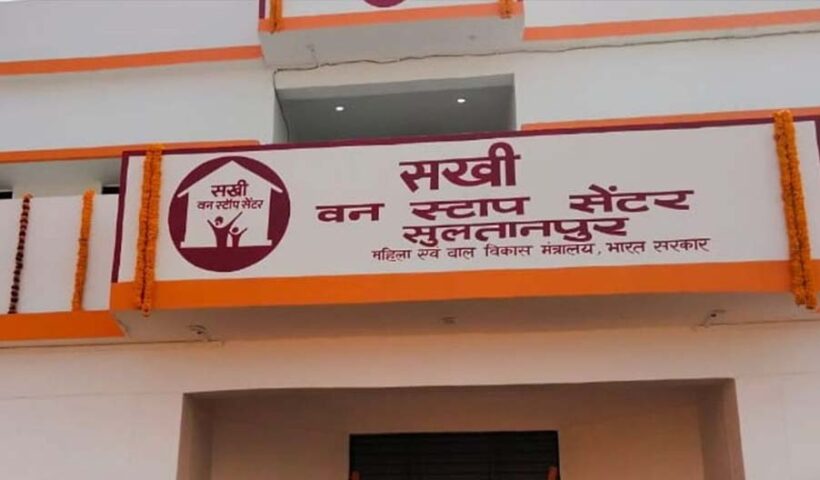 सखी
वन स्टॉप सेंटर
सखी
वन स्टाप सेंटर
सुलतानपुर
महिला एवं बाल विकास मंत्रालय, भारत सरकार